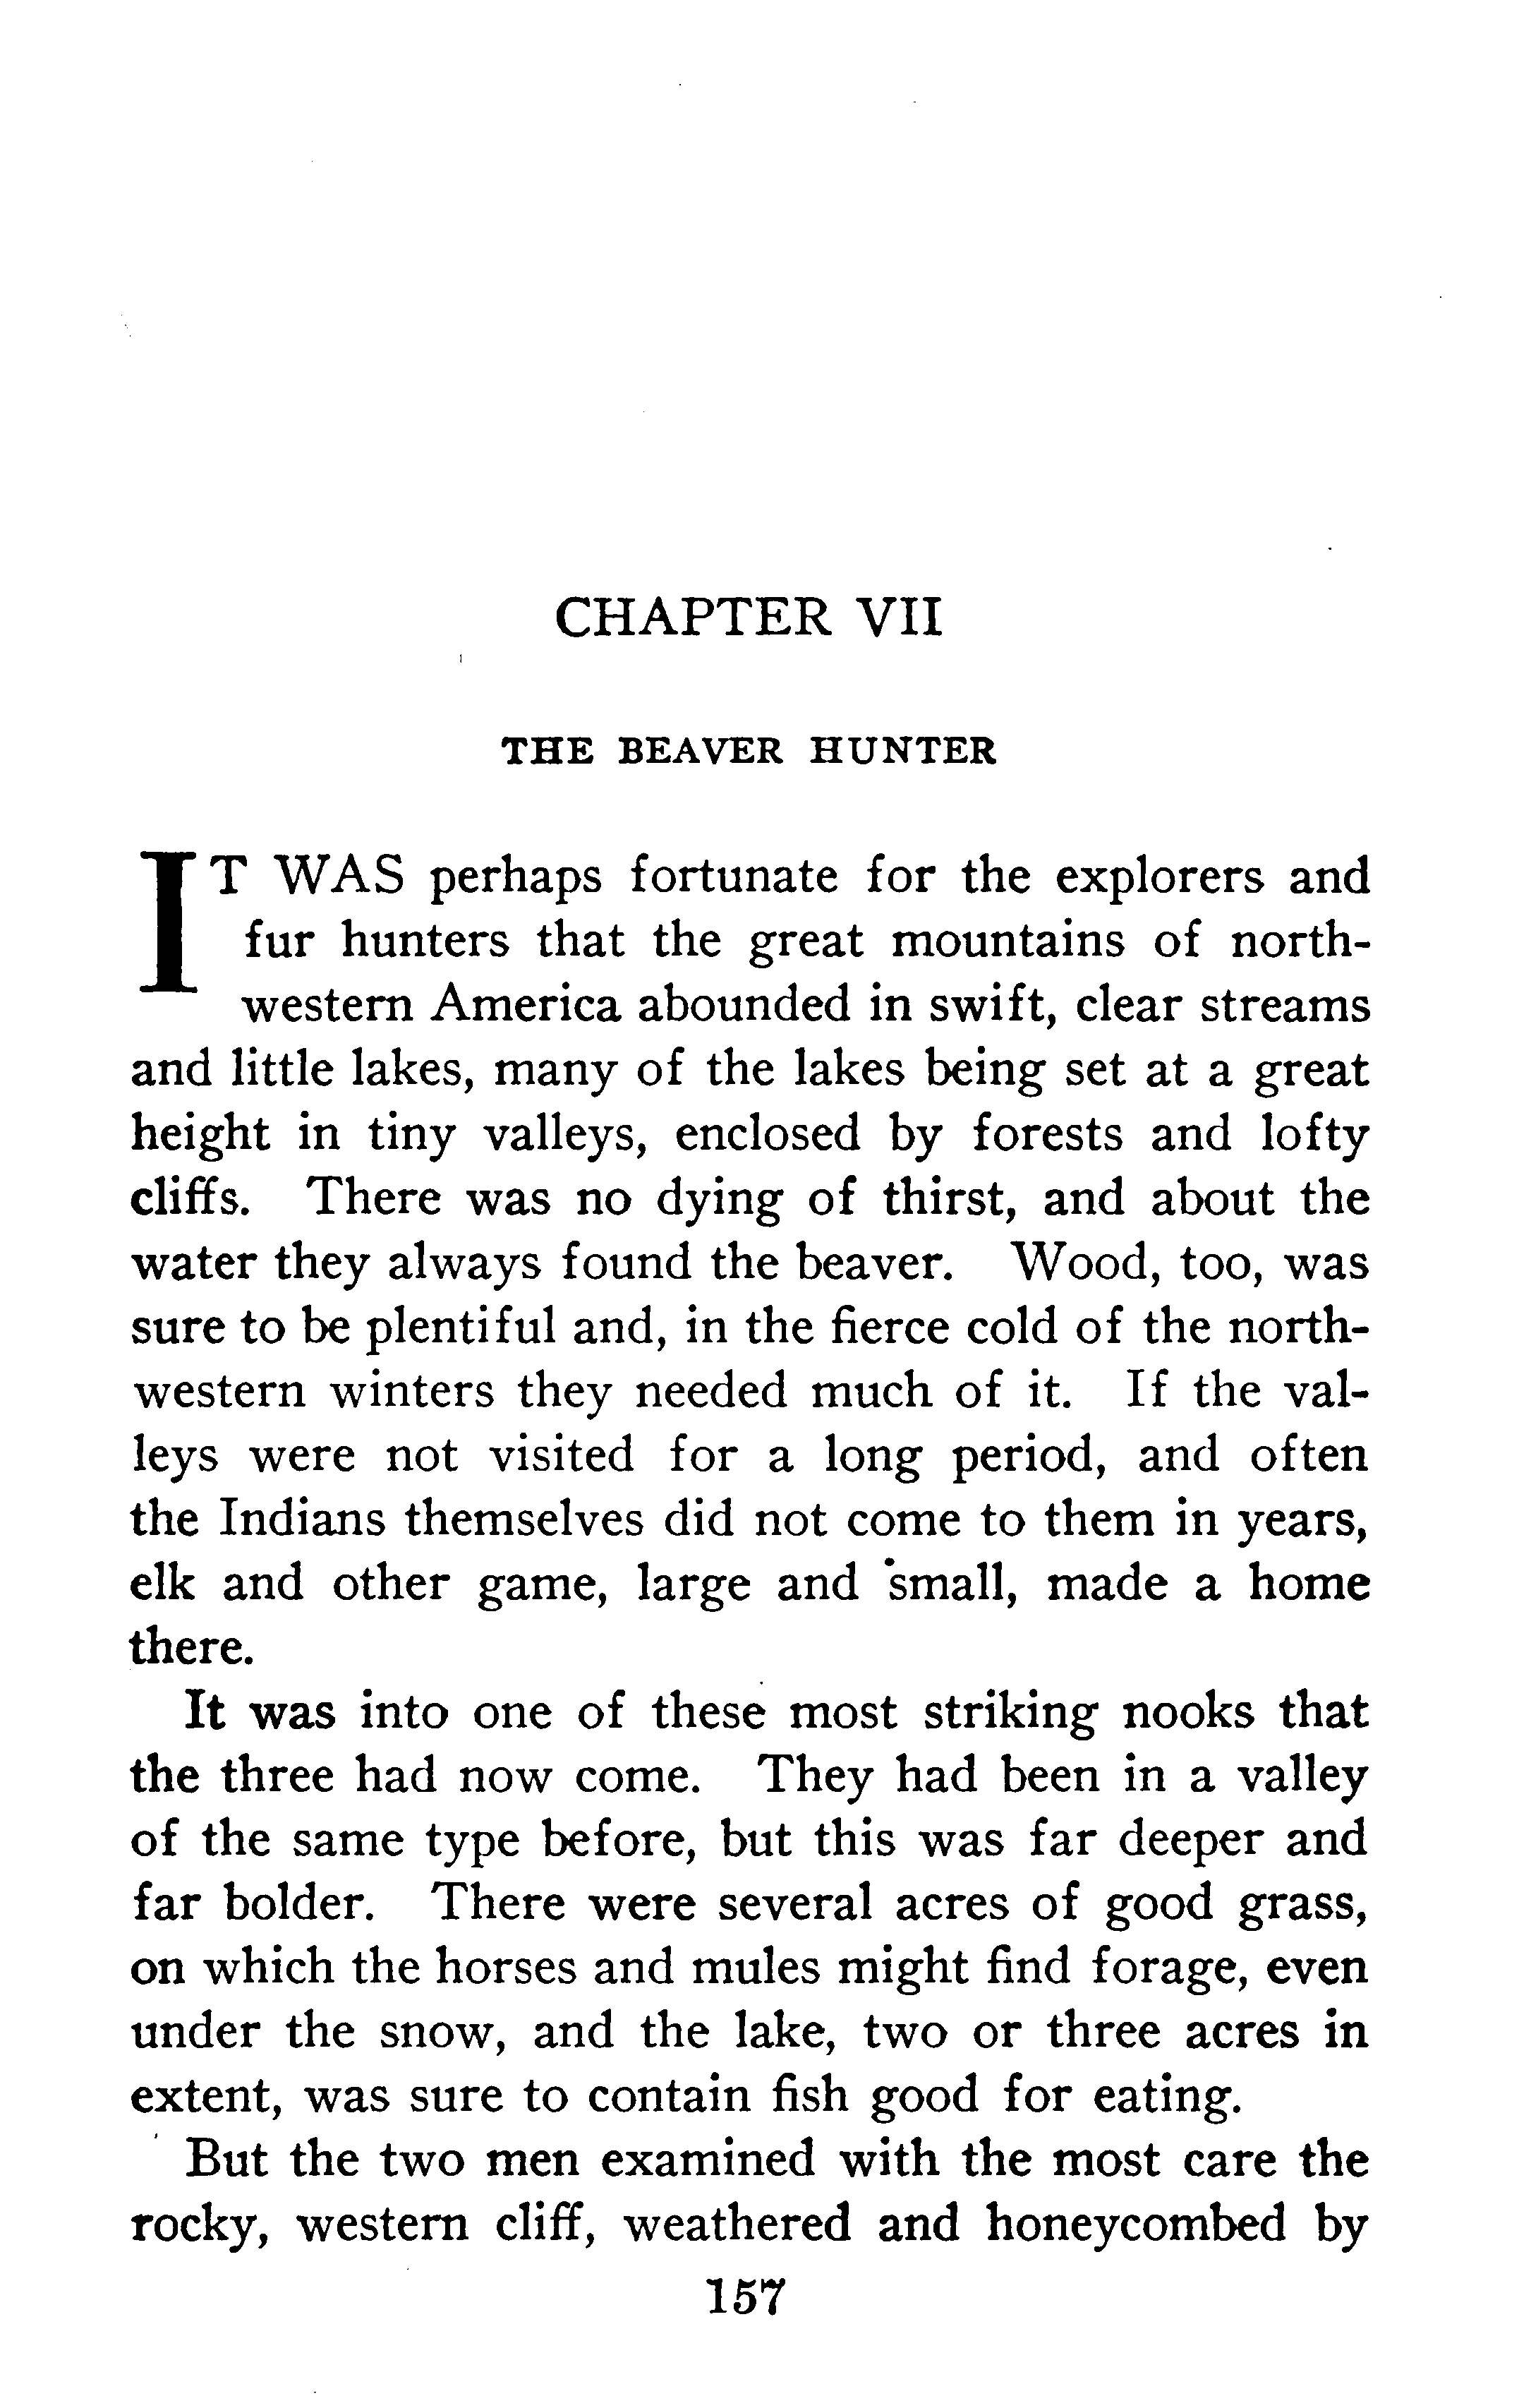 CHAPTER VII
THE BEAVER HUNTER
IT WAS perhaps fortunate for the explorers and
fur hunters that the great mountains of north-
western America abounded in swift, clear streams
and little lakes, many of the lakes being set at a great
height in tiny valleys, enclosed by forests and lofty
cliffs. There was no dying of thirst, and about the
water they always found the beaver. Wood, too, was
sure to be plentiful and, in the fierce cold of the north-
western winters they needed much of it. If the val-
leys were not visited for a long period, and often
the Indians themselves did not come to them in years,
elk and other game, large and small, made a home
there.
It was into one of these most striking nooks that
the three had now come. They had been in a valley
of the same type before, but this was far deeper and
far bolder. There were several acres of good grass,
on which the horses and mules might find forage, even
under the snow, and the lake, two or three acres in
extent, was sure to contain fish good for eating.
But the two men examined with the most care the
rocky, western cliff, weathered and honeycombed by
157